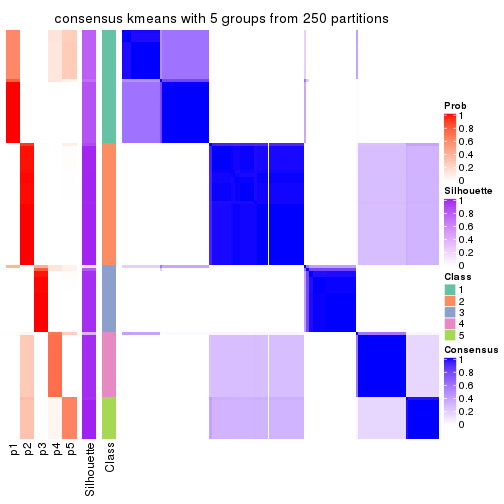 consensus kmeans with 5 groups from 250 partitions
Prob
1
0.8
0.6
0.4
0.2
0
Silhouette
1
0.8
0.6
0.4
0.2
0
Class
1
2
3
4
5
Consensus
1
0.8
0.6
0.4
0.2
0
p1
p2
p3
p4
p5
Silhouette
Class